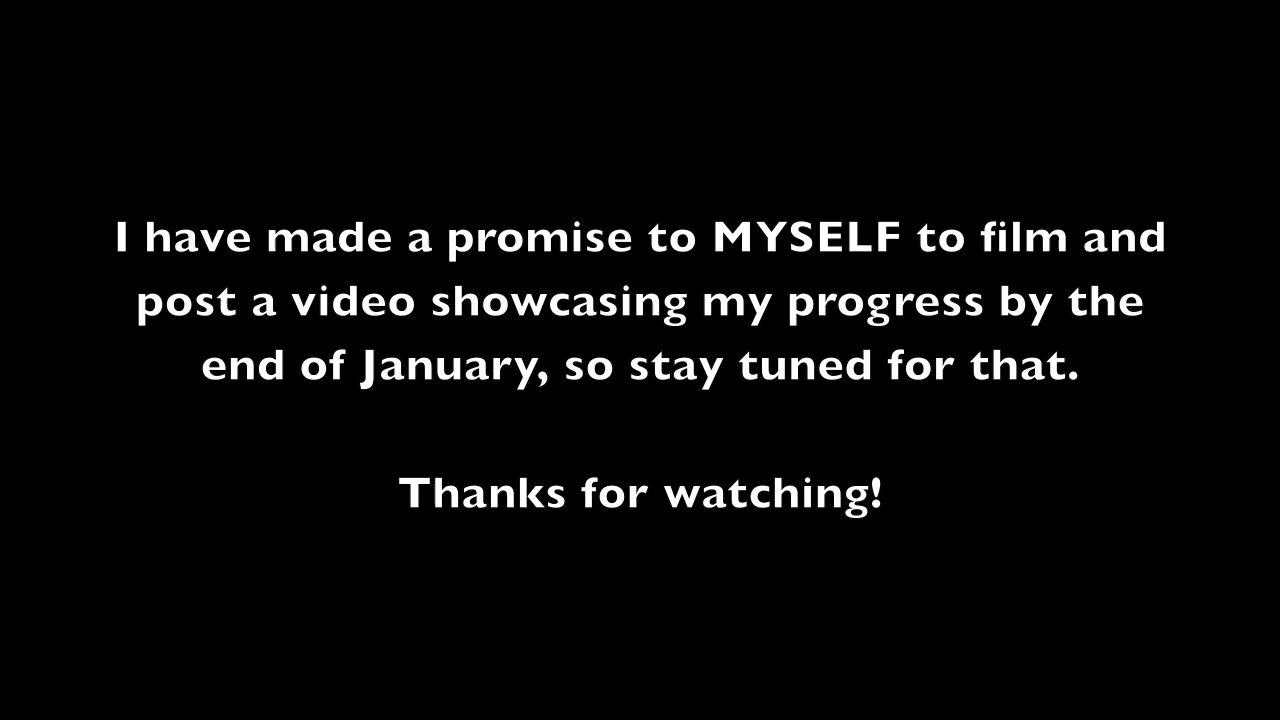 I have made a promise to MYSELF to film and
post a video showcasing my progress by the
end of January, so stay tuned for that.
Thanks for watching!